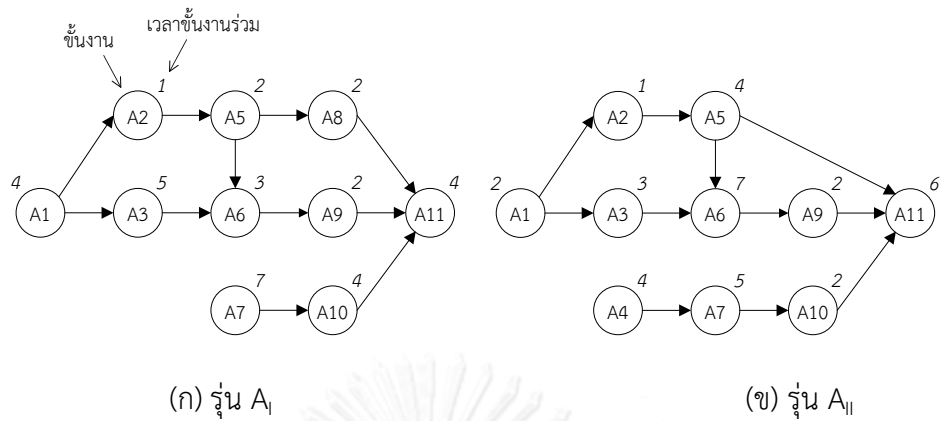 เวลาขั้นงานร่วม
ขั้นงาน
1 2 2
A2 A5 A8
4 5 3 2 4
A1 A3 A6 A9 A11
7 4
A7 A10
(ก) รุ่น AI
1 4
A2 A5
2 3 7 2 6
A1 A3 A6 A9 A11
4 5 2
A4 A7 A10
(ข) รุ่น AII